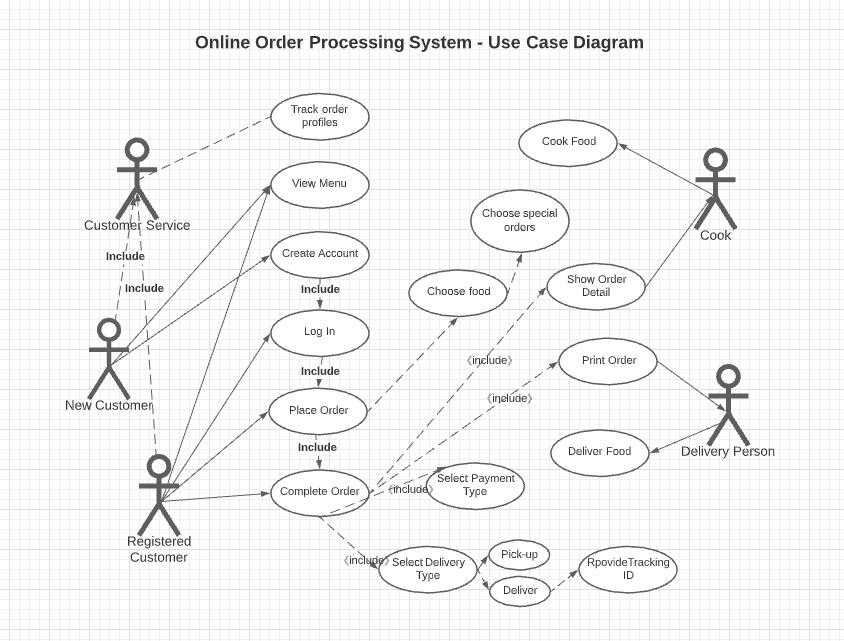 Online Order Processing System - Use Case Diagram
Track order
profiles
Cook Food
View Menu
Customer Service
Choose special
orders
Cook
Include
Create Account
Include
Include
Choose food
Show Order
Detail
New Customer
Log In
Include
《include》
Print Order
《include》
Place Order
Include
Deliver Food
Delivery Person
Complete Order
《include》
Select Payment
Type
Registered
Customer
《include》
Select Delivery
Type
Pick-up
Deliver
RpovideTracking
ID